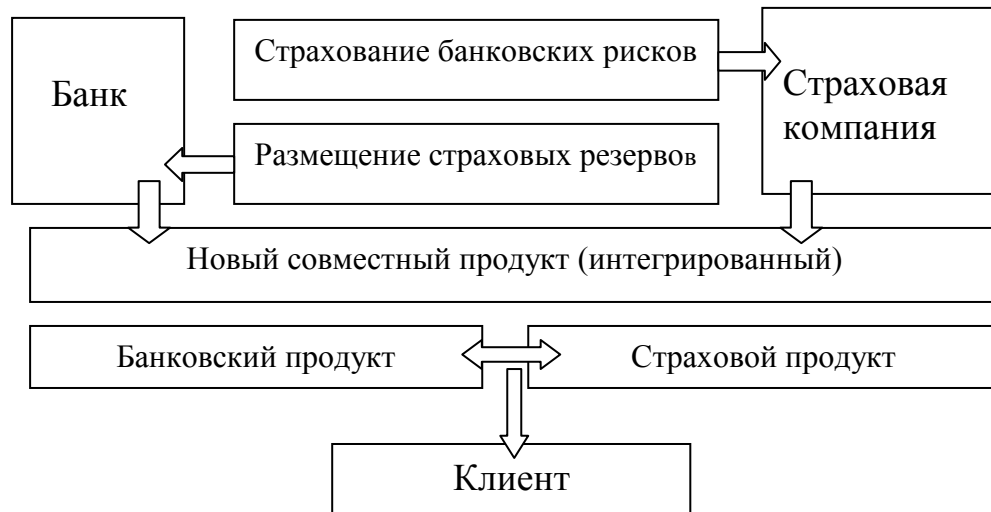 Банк
Страхование банковских рисков
Страховая
компания
Размещение страховых резервов
Новый совместный продукт (интегрированный)
Банковский продукт
Страховой продукт
Клиент